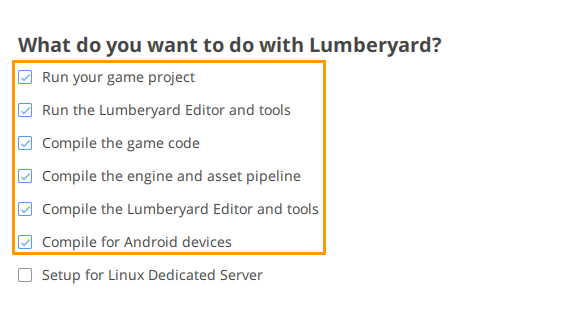 What do you want to do with Lumberyard?
Run your game project
Run the Lumberyard Editor and tools
Compile the game code
Compile the engine and asset pipeline
Compile the Lumberyard Editor and tools
Compile for Android devices
Setup for Linux Dedicated Server